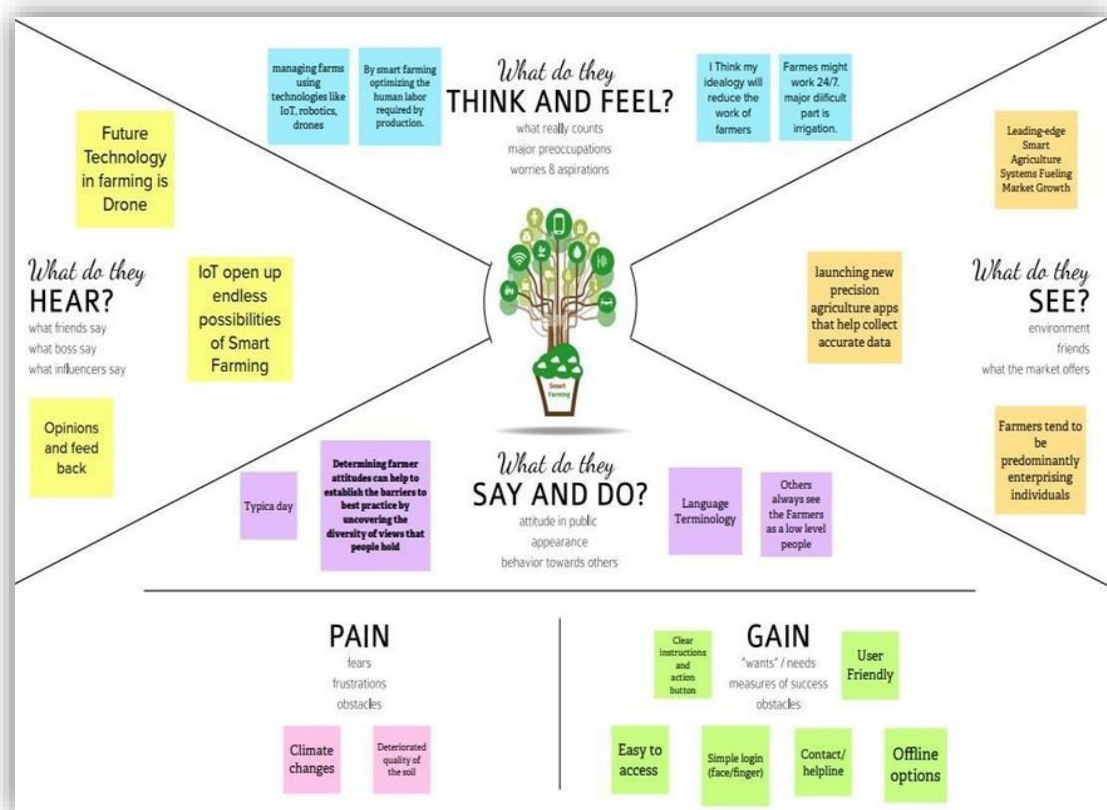 managing farms
using
technologies like
IoT, robotics,
drones
By smart farming
optimizing the
human labor
required by
production.
What do they
THINK AND FEEL?
what really counts
major preoccupations
worries & aspirations
I Think my
idealogy will
reduce the
work of
farmers
Farmes might
work 24/7.
major diificult
part is
irrigation.
Future
Technology
in farming is
Drone
What do they
HEAR?
what friends say
what boss say
what influencers say
IoT open up
endless
possibilities
of Smart
Farming
Opinions
and feed
back
Smart
Farming
Leading-edge
Smart
Agriculture
Systems Fueling
Market Growth
launching new
precision
agriculture apps
that help collect
accurate data
What do they
SEE?
environment
friends
what the market offers
Farmers tend to
be
predominantly
enterprising
individuals
Typica day
Determining farmer
attitudes can help to
establish the barriers to
best practice by
uncovering the
diversity of views that
people hold
What do they
SAY AND DO?
attitude in public
appearance
behavior towards others
Language
Terminology
Others
always see
the Farmers
as a low level
people
PAIN
fears
frustrations
obstacles
Climate
changes
Deteriorated
quality of
the soil
Clear
instructions
and
action
button
GAIN
"wants" / needs
measures of success
obstacles
User
Friendly
Easy to
access
Simple login
(face/finger)
Contact/
helpline
Offline
options